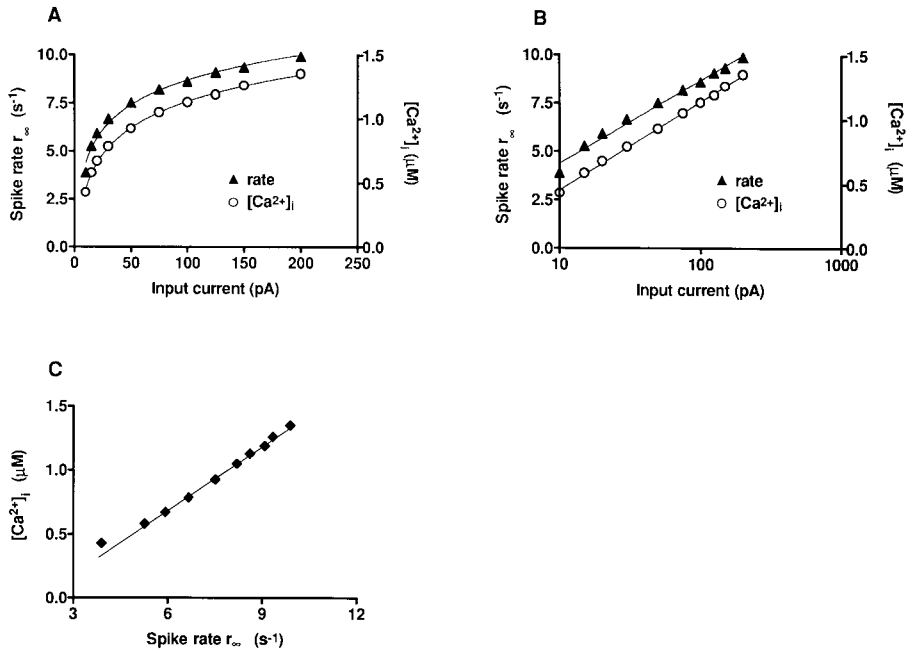 A
Spike rate r∞ (s-1)
10.0
7.5
5.0
2.5
0.0
1.5
1.0
0.5
0.0
[Ca2+]i (μM)
rate
[Ca2+]i
0 50 100 150 200 250
Input current (pA)
B
Spike rate r∞ (s-1)
10.0
7.5
5.0
2.5
0.0
1.5
1.0
0.5
0.0
[Ca2+]i (μM)
rate
[Ca2+]i
10 100 1000
Input current (pA)
C
[Ca2+]i (μM)
1.5
1.0
0.5
0.0
3 6 9 12
Spike rate r∞ (s-1)